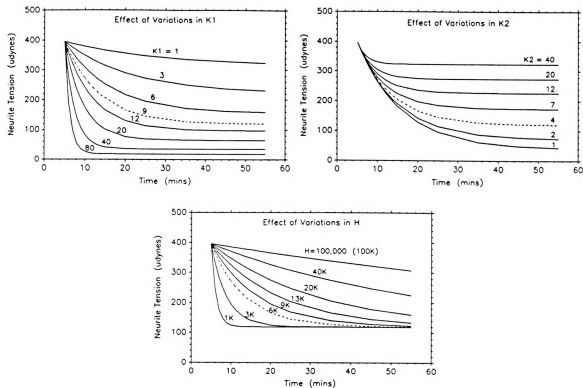 Effect of Variations in K1
Neurite Tension (udynes)
500
400
300
200
100
0
K1 = 1
3
6
9
12
20
40
80
0
10
20
30
40
50
60
Time (mins)
Effect of Variations in K2
Neurite Tension (udynes)
500
400
300
200
100
0
K2 = 40
20
12
7
4
2
1
0
10
20
30
40
50
60
Time (mins)
Effect of Variations in H
Neurite Tension (udynes)
500
400
300
200
100
0
H=100,000 (100K)
40K
20K
13K
9K
6K
3K
1K
0
10
20
30
40
50
60
Time (mins)